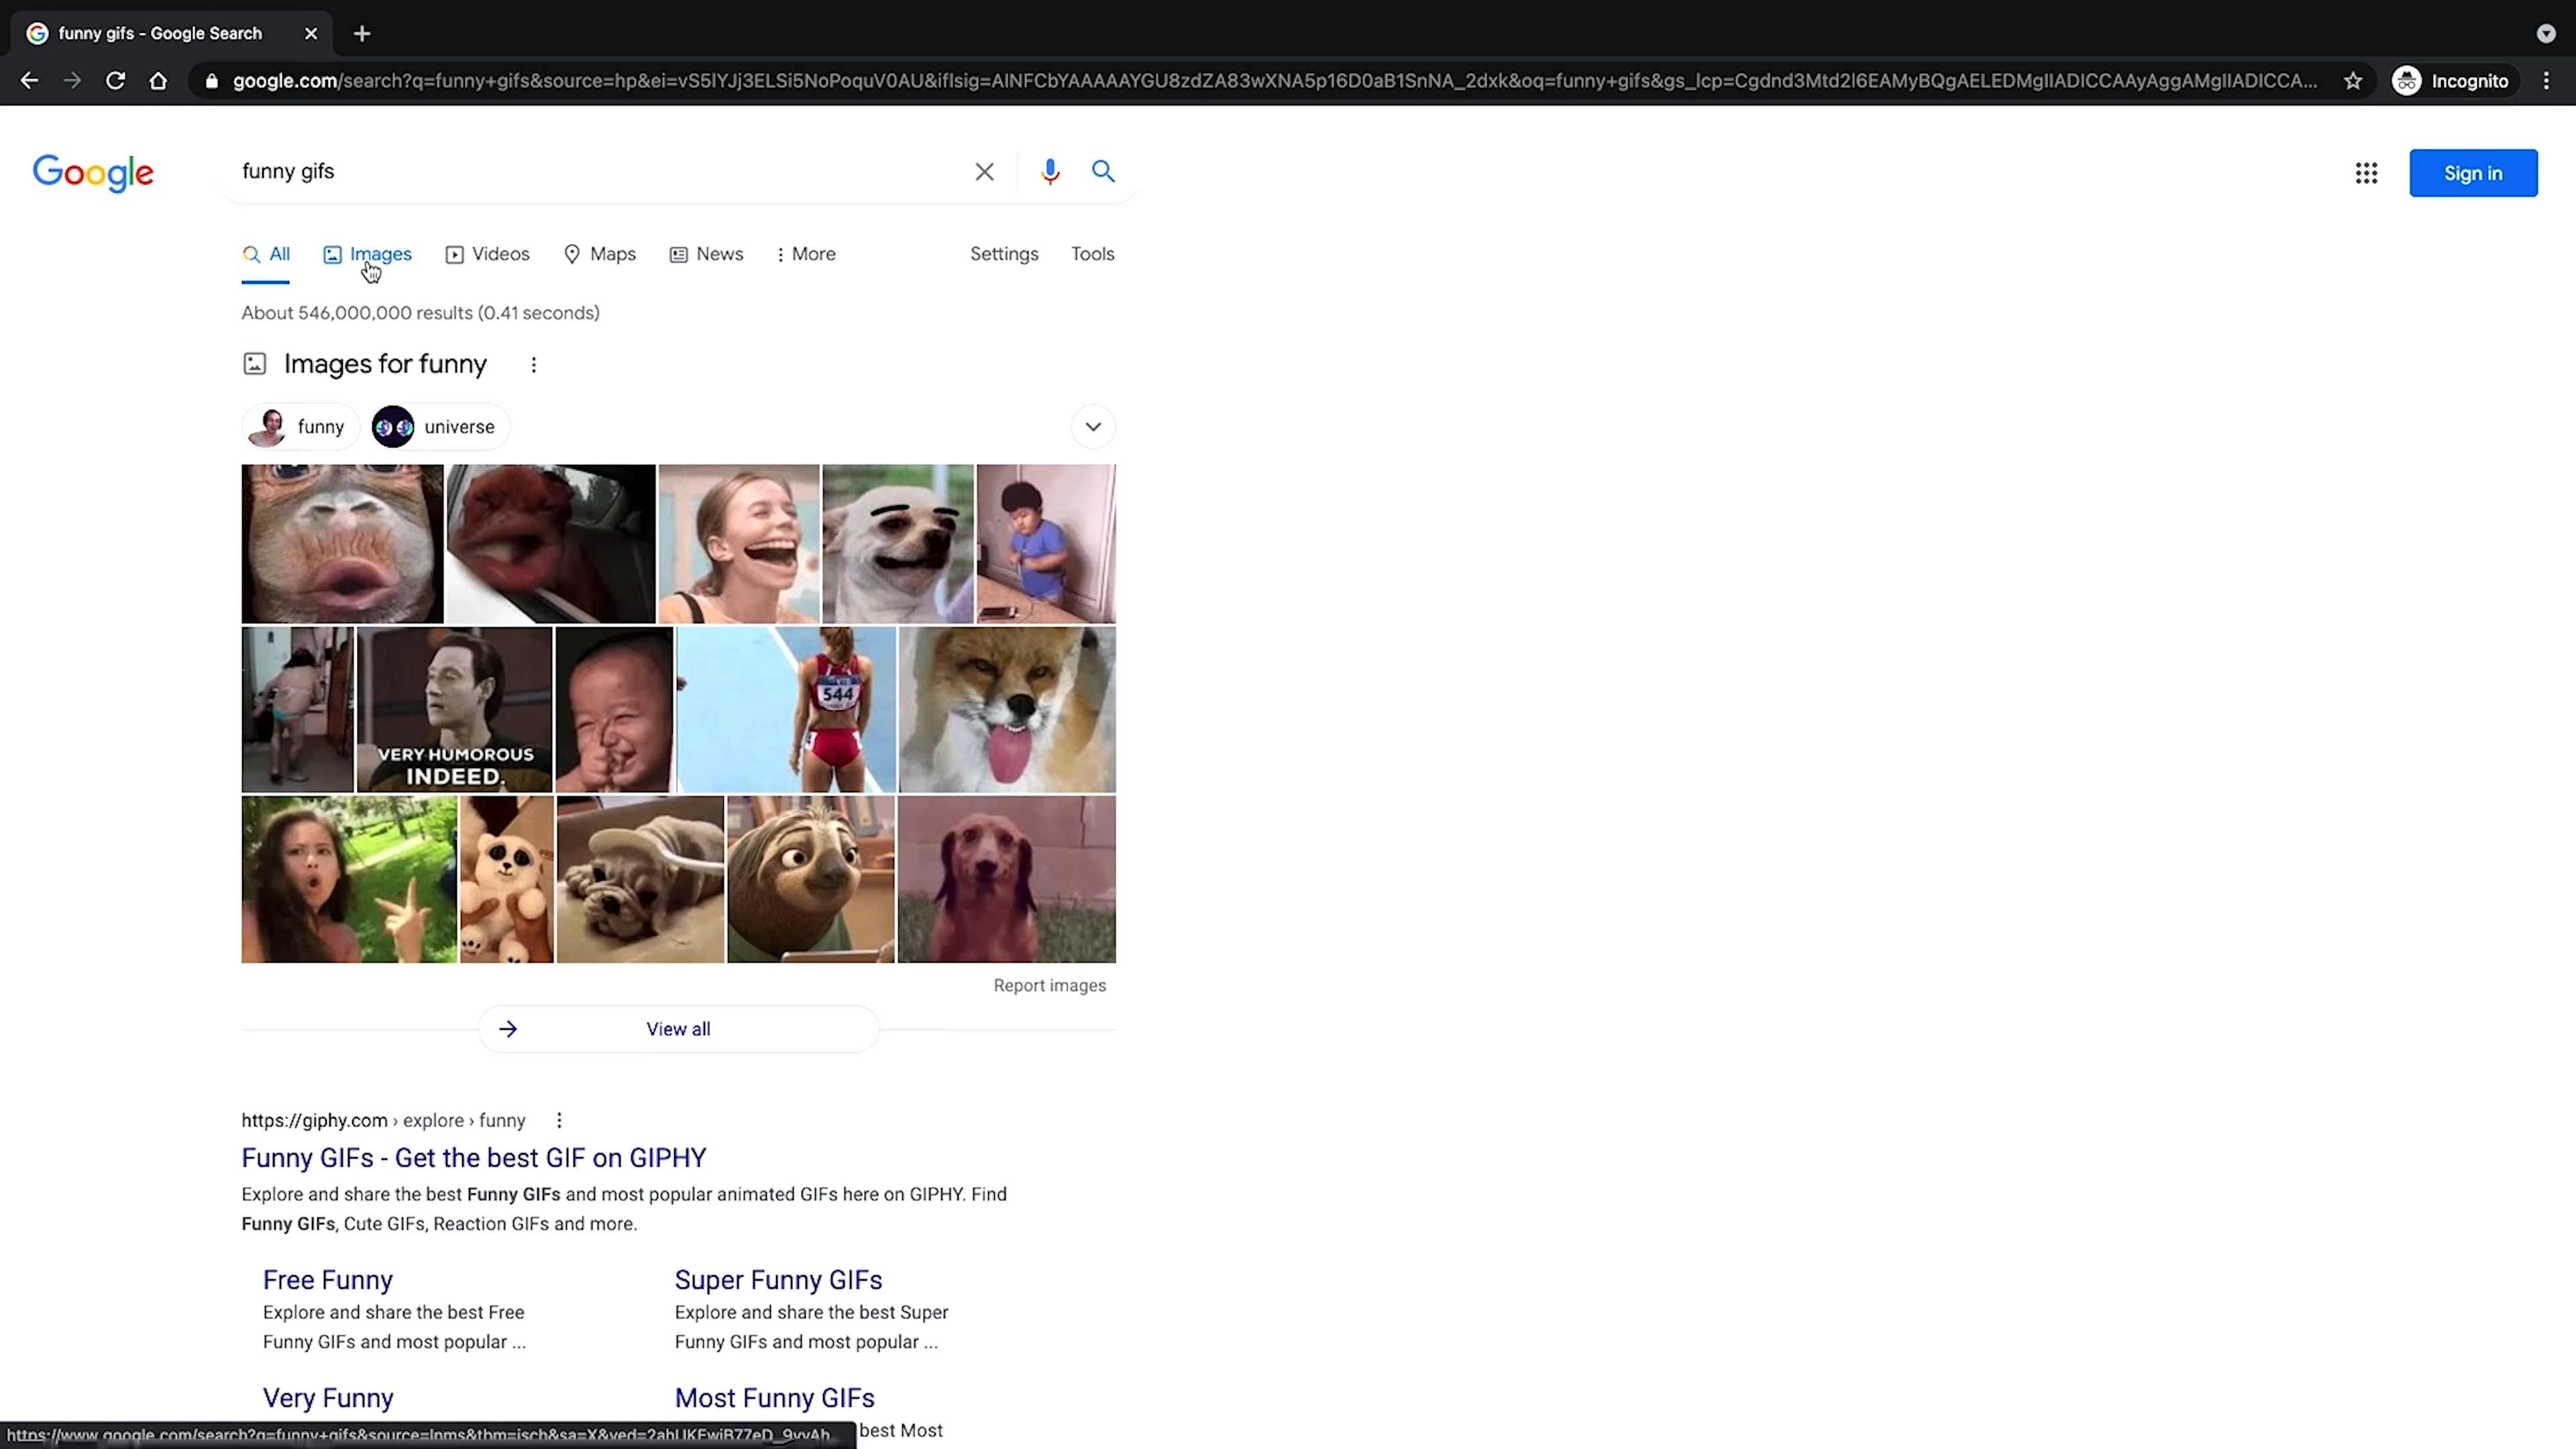 funny gifs - Google Search
google.com/search?q=funny+gifs&source=hp&ei=vS5lYJj3ELSi5NoPoquV0AU&iflsig=AINFCbYAAAAAYGU8zdZA83wXNA5p16D0aB1SnNA_2dxk&oq=funny+gifs&gs_lcp=Cgdnd3Mtd2l6EAMyBQgAELEDMgIIADICCAAyAggAMgIIADICCA...
Incognito
Google
funny gifs
Sign in
All Images Videos Maps News More Settings Tools
About 546,000,000 results (0.41 seconds)
Images for funny
funny universe
544
VERY HUMOROUS
INDEED.
Report images
View all
https://giphy.com › explore › funny
Funny GIFs - Get the best GIF on GIPHY
Explore and share the best Funny GIFs and most popular animated GIFs here on GIPHY. Find
Funny GIFs, Cute GIFs, Reaction GIFs and more.
Free Funny
Explore and share the best Free
Funny GIFs and most popular ...
Super Funny GIFs
Explore and share the best Super
Funny GIFs and most popular ...
Very Funny
Most Funny GIFs
best Most